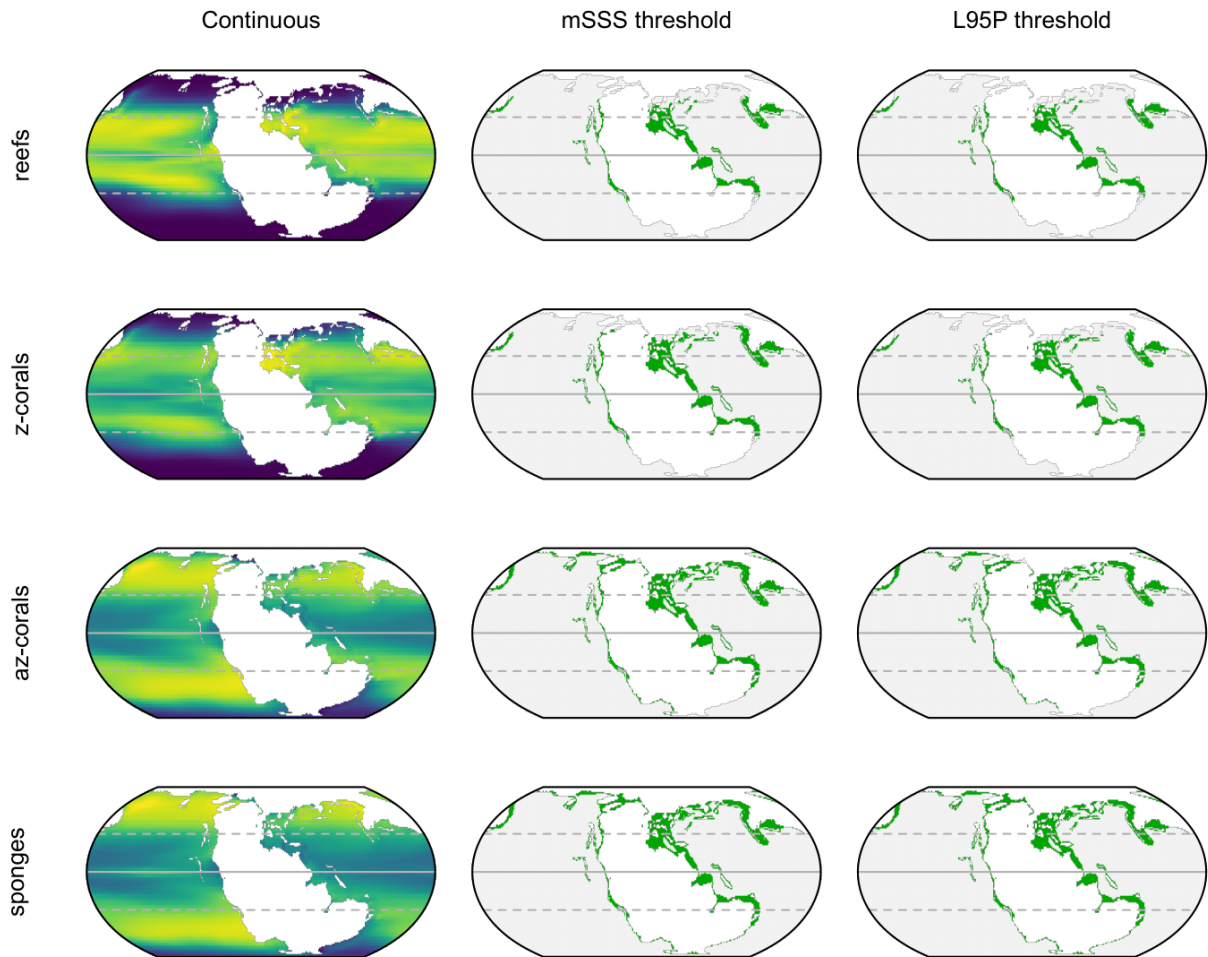 Continuous
mSSS threshold
L95P threshold
reefs
z-corals
az-corals
sponges